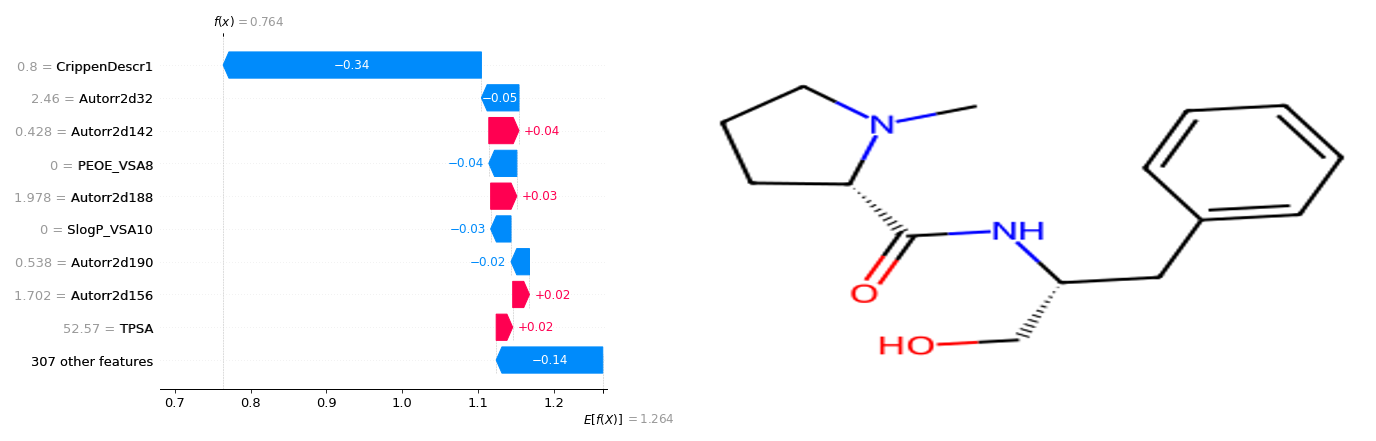 f(x) = 0.764
0.8 = CrippenDescr1
−0.34
2.46 = Autorr2d32
−0.05
0.428 = Autorr2d142
+0.04
0 = PEOE_VSA8
−0.04
1.978 = Autorr2d188
+0.03
0 = SlogP_VSA10
−0.03
0.538 = Autorr2d190
−0.02
1.702 = Autorr2d156
+0.02
52.57 = TPSA
+0.02
307 other features
−0.14
0.7 0.8 0.9 1.0 1.1 1.2
E[f(X)] = 1.264
N
NH
O
HO